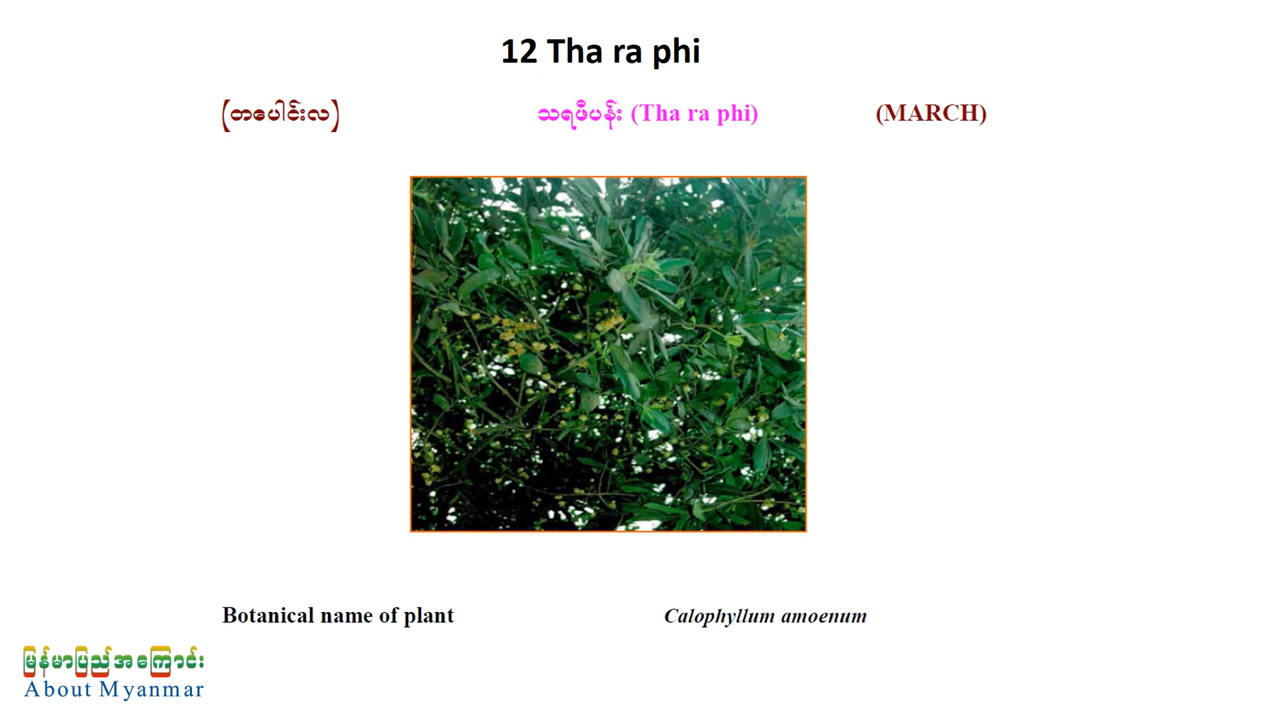 12 Tha ra phi
(တပေါင်းလ) သရဖီပန်း (Tha ra phi) (MARCH)
Botanical name of plant Calophyllum amoenum
မြန်မာပြည်အကြောင်း
About Myanmar